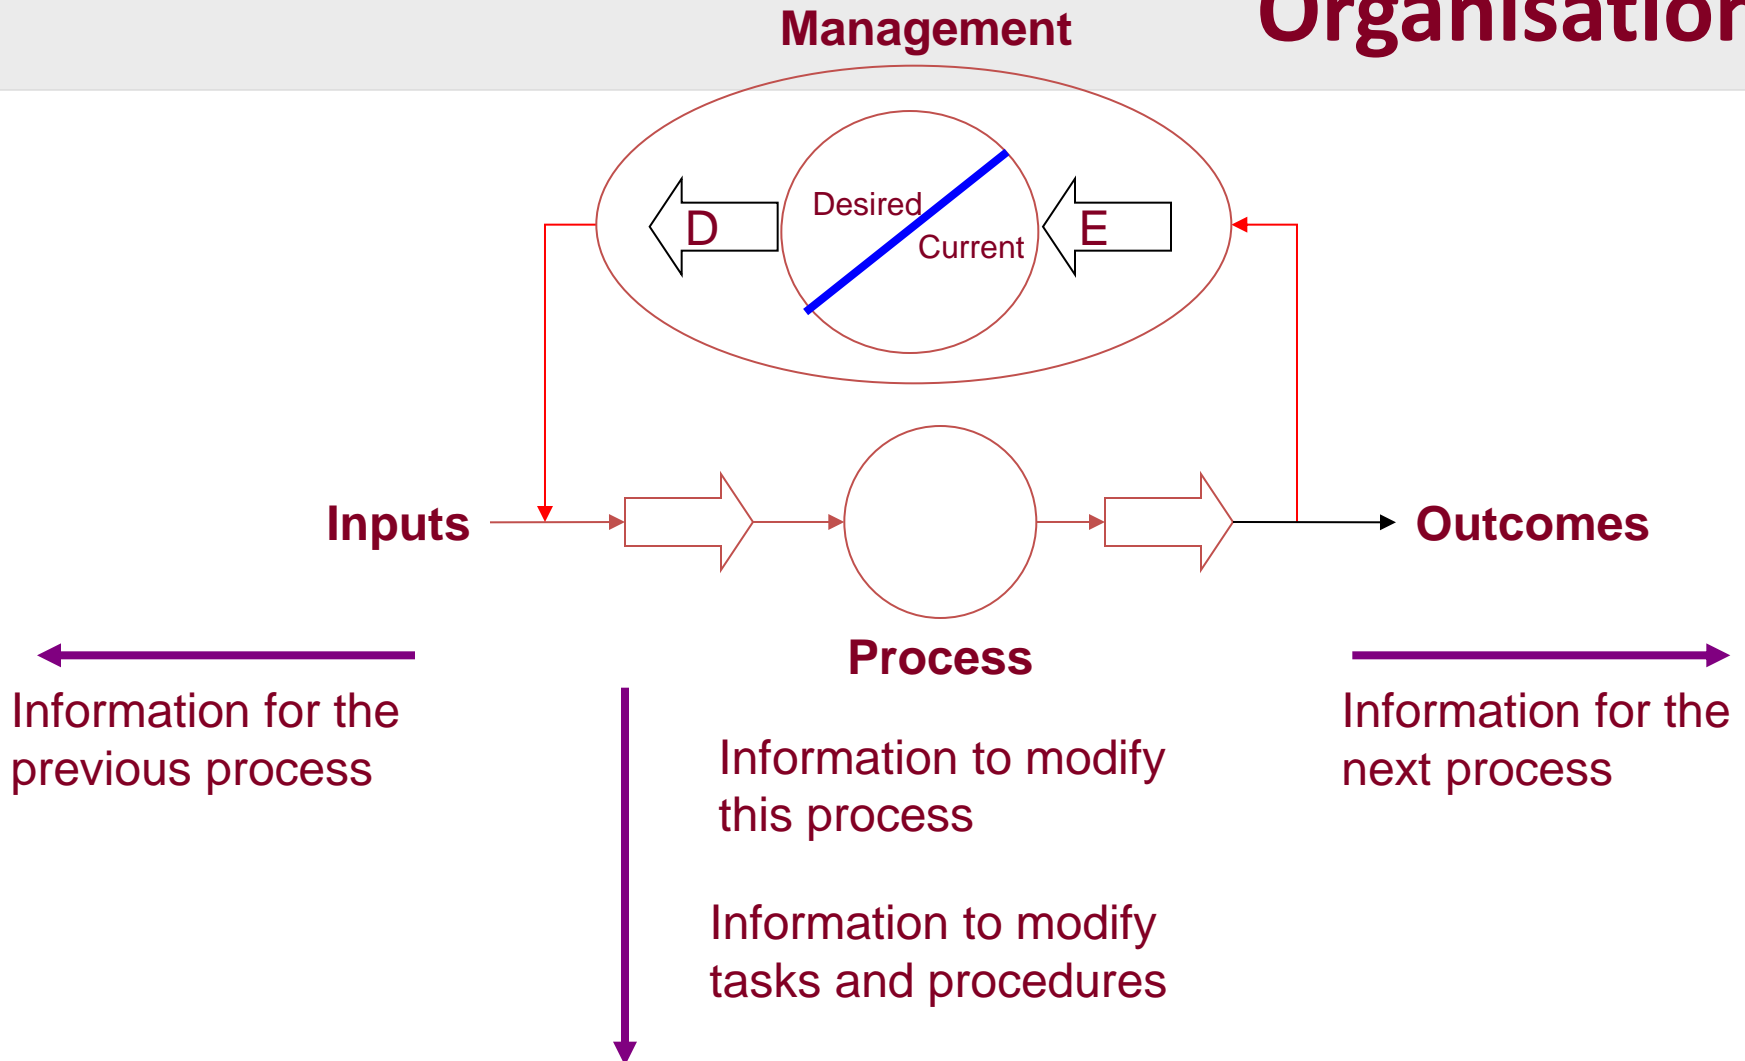 Organisation
Management
Desired
D
E
Current
Inputs
Outcomes
Process
Information for the
previous process
Information to modify
this process
Information for the
next process
Information to modify
tasks and procedures